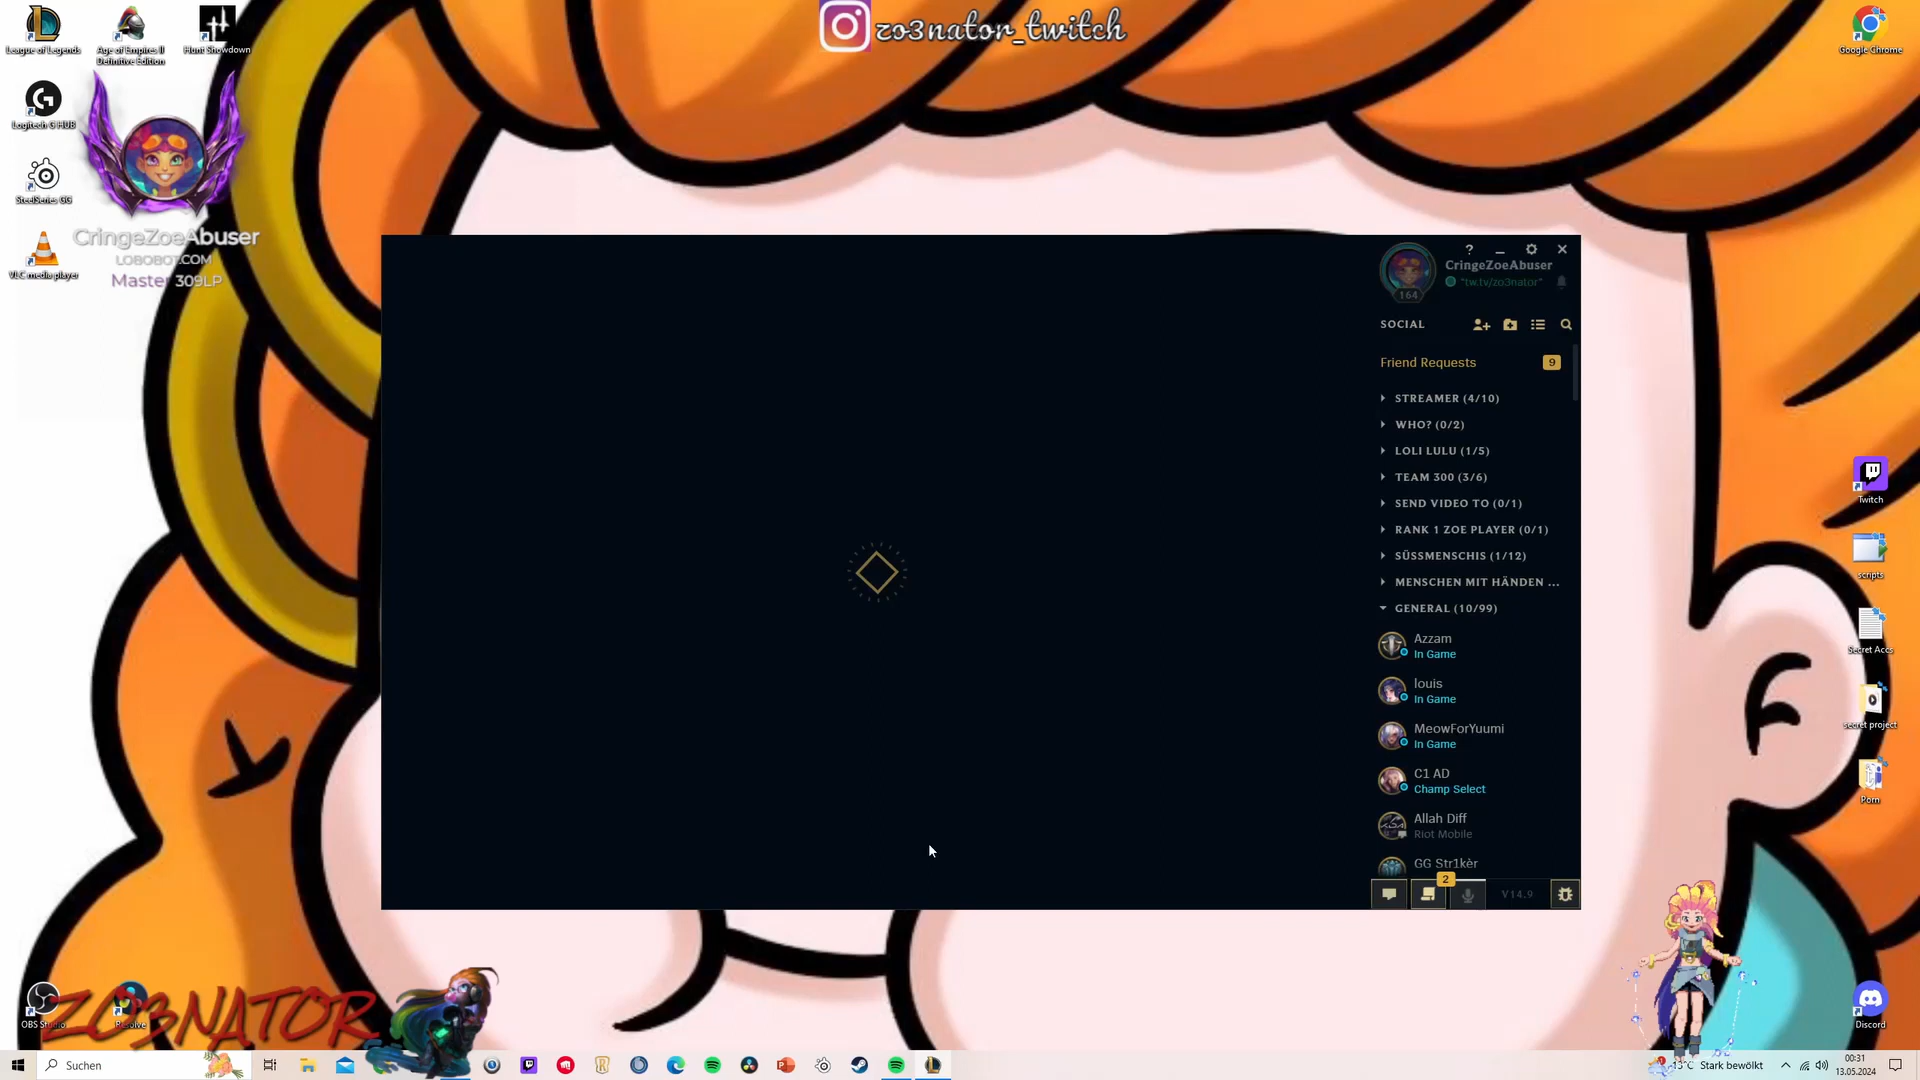 zo3nator_twitch
League of Legends
Age of Empires II
Definitive Edition
Hunt Showdown
Google Chrome
Logitech G HUB
SteelSeries GG
VLC media player
CringeZoeAbuser
LOBOBOT.COM
Master 309LP
?
CringeZoeAbuser
"tw.tv/zo3nator"
164
SOCIAL
Friend Requests
9
STREAMER (4/10)
WHO? (0/2)
LOLI LULU (1/5)
TEAM 300 (3/6)
SEND VIDEO TO (0/1)
RANK 1 ZOE PLAYER (0/1)
SÜSSMENSCHIS (1/12)
MENSCHEN MIT HÄNDEN ...
GENERAL (10/99)
Azzam
In Game
louis
In Game
MeowForYuumi
In Game
C1 AD
Champ Select
Allah Diff
Riot Mobile
GG Str1kèr
2
V14.9
Twitch
scripts
Secret Accs
secret project
Porn
Discord
OBS Studio
Resolve
ZO3NATOR
Suchen
13°C Stark bewölkt
00:31
13.05.2024